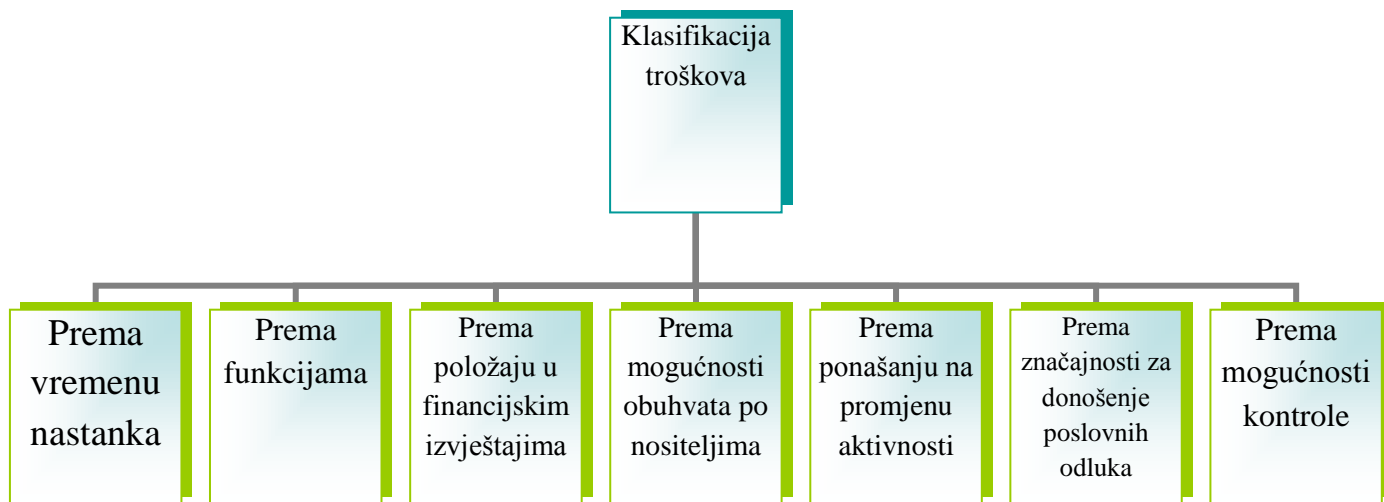 Klasifikacija
troškova
Prema
vremenu
nastanka
Prema
funkcijama
Prema
položaju u
financijskim
izvještajima
Prema
mogućnosti
obuhvata po
nositeljima
Prema
ponašanju na
promjenu
aktivnosti
Prema
značajnosti za
donošenje
poslovnih
odluka
Prema
mogućnosti
kontrole